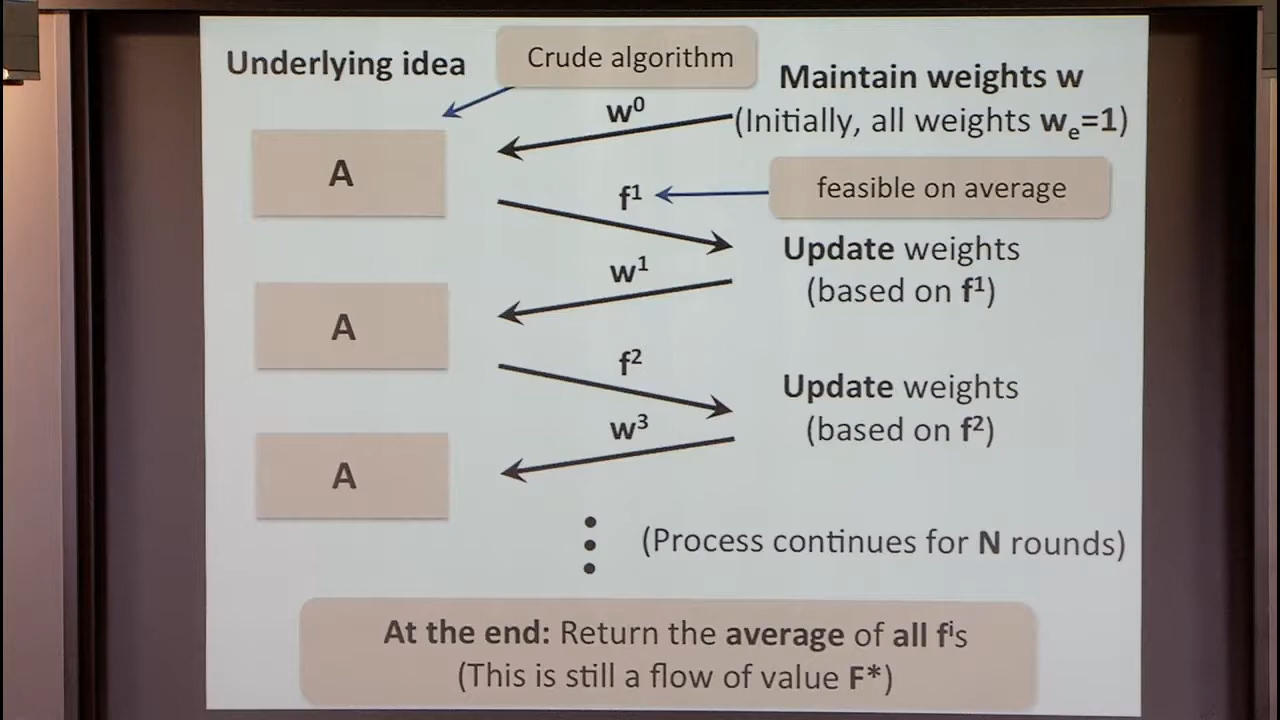 Underlying idea
Crude algorithm
Maintain weights w
(Initially, all weights wₑ=1)
w⁰
A
f¹
feasible on average
Update weights
(based on f¹)
w¹
A
f²
Update weights
(based on f²)
w³
A
(Process continues for N rounds)
At the end: Return the average of all fⁱs
(This is still a flow of value F*)